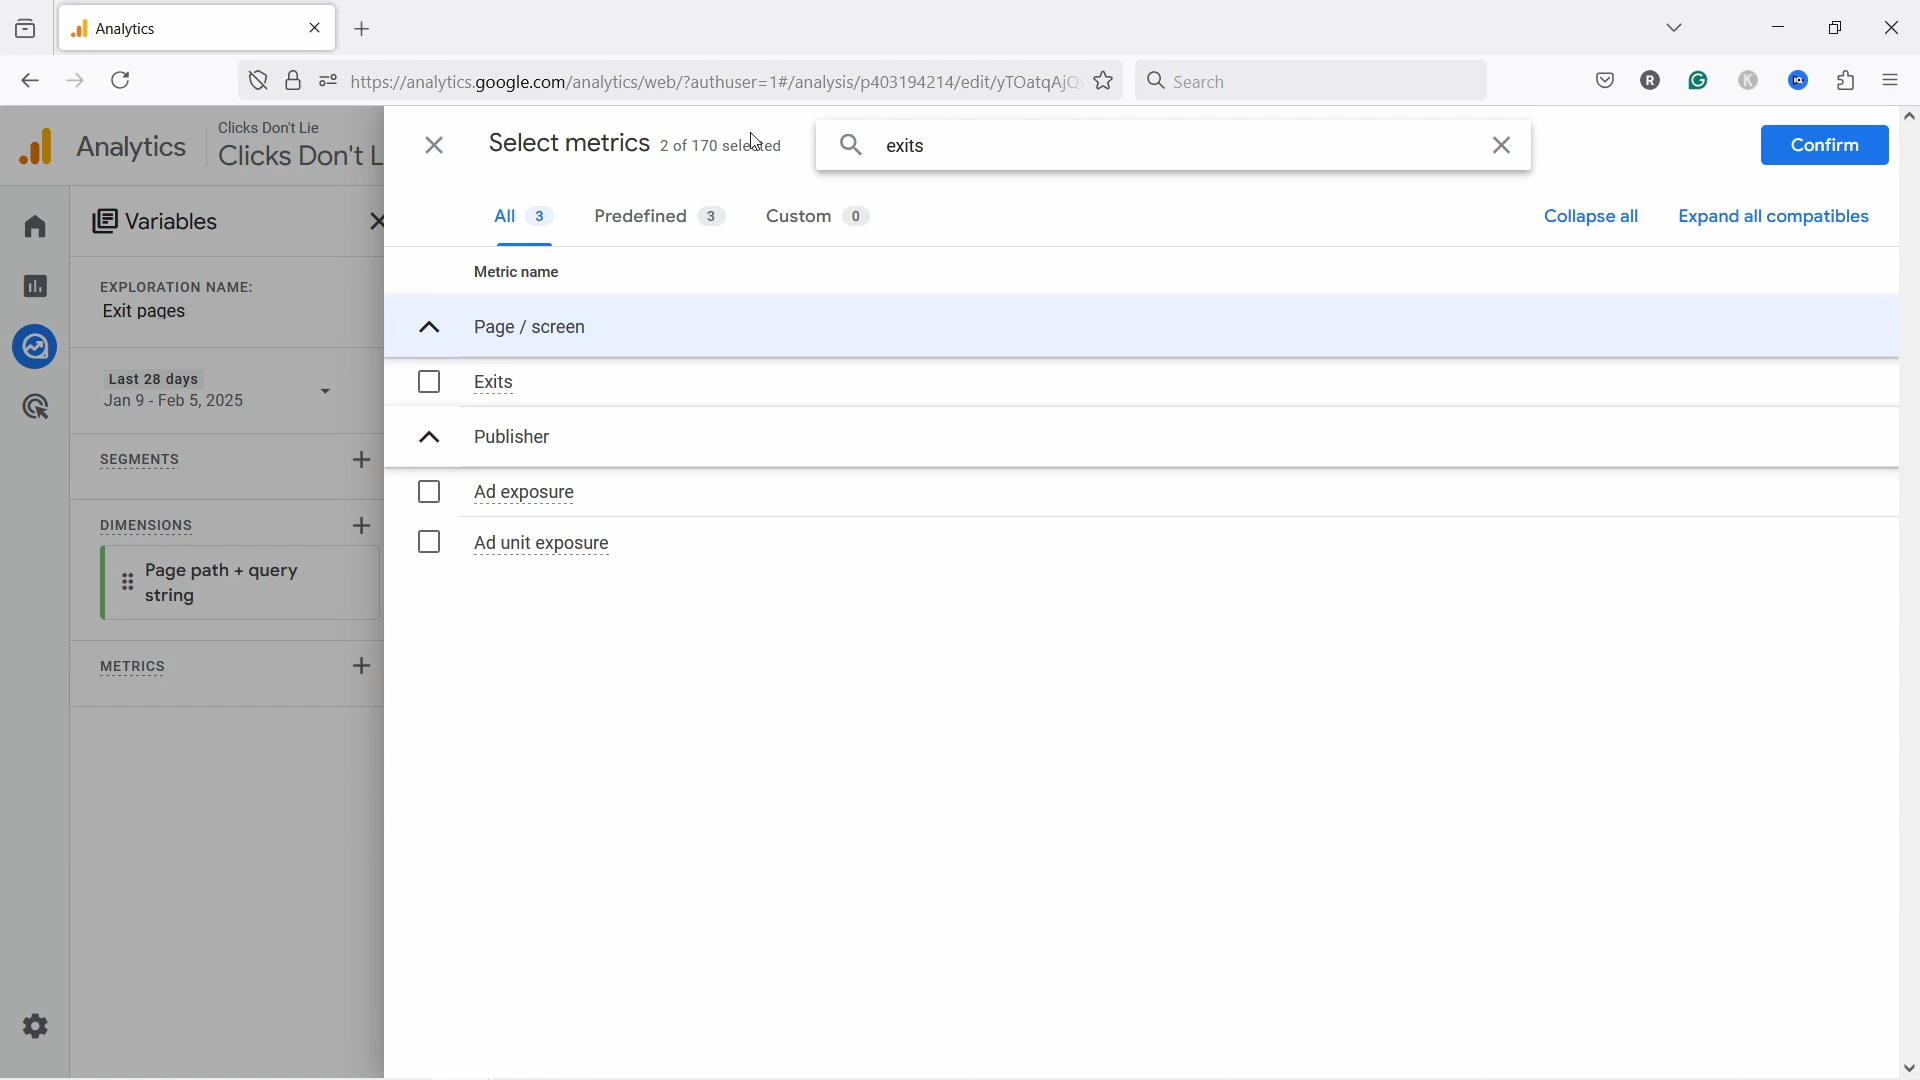 Analytics
https://analytics.google.com/analytics/web/?authuser=1#/analysis/p403194214/edit/yTOatqAjQ
Search
Analytics
Clicks Don't Lie
Clicks Don't L
Select metrics 2 of 170 selected
exits
Confirm
All 3
Predefined 3
Custom 0
Collapse all
Expand all compatibles
Variables
EXPLORATION NAME:
Exit pages
Last 28 days
Jan 9 - Feb 5, 2025
SEGMENTS
DIMENSIONS
Page path + query
string
METRICS
Metric name
Page / screen
Exits
Publisher
Ad exposure
Ad unit exposure